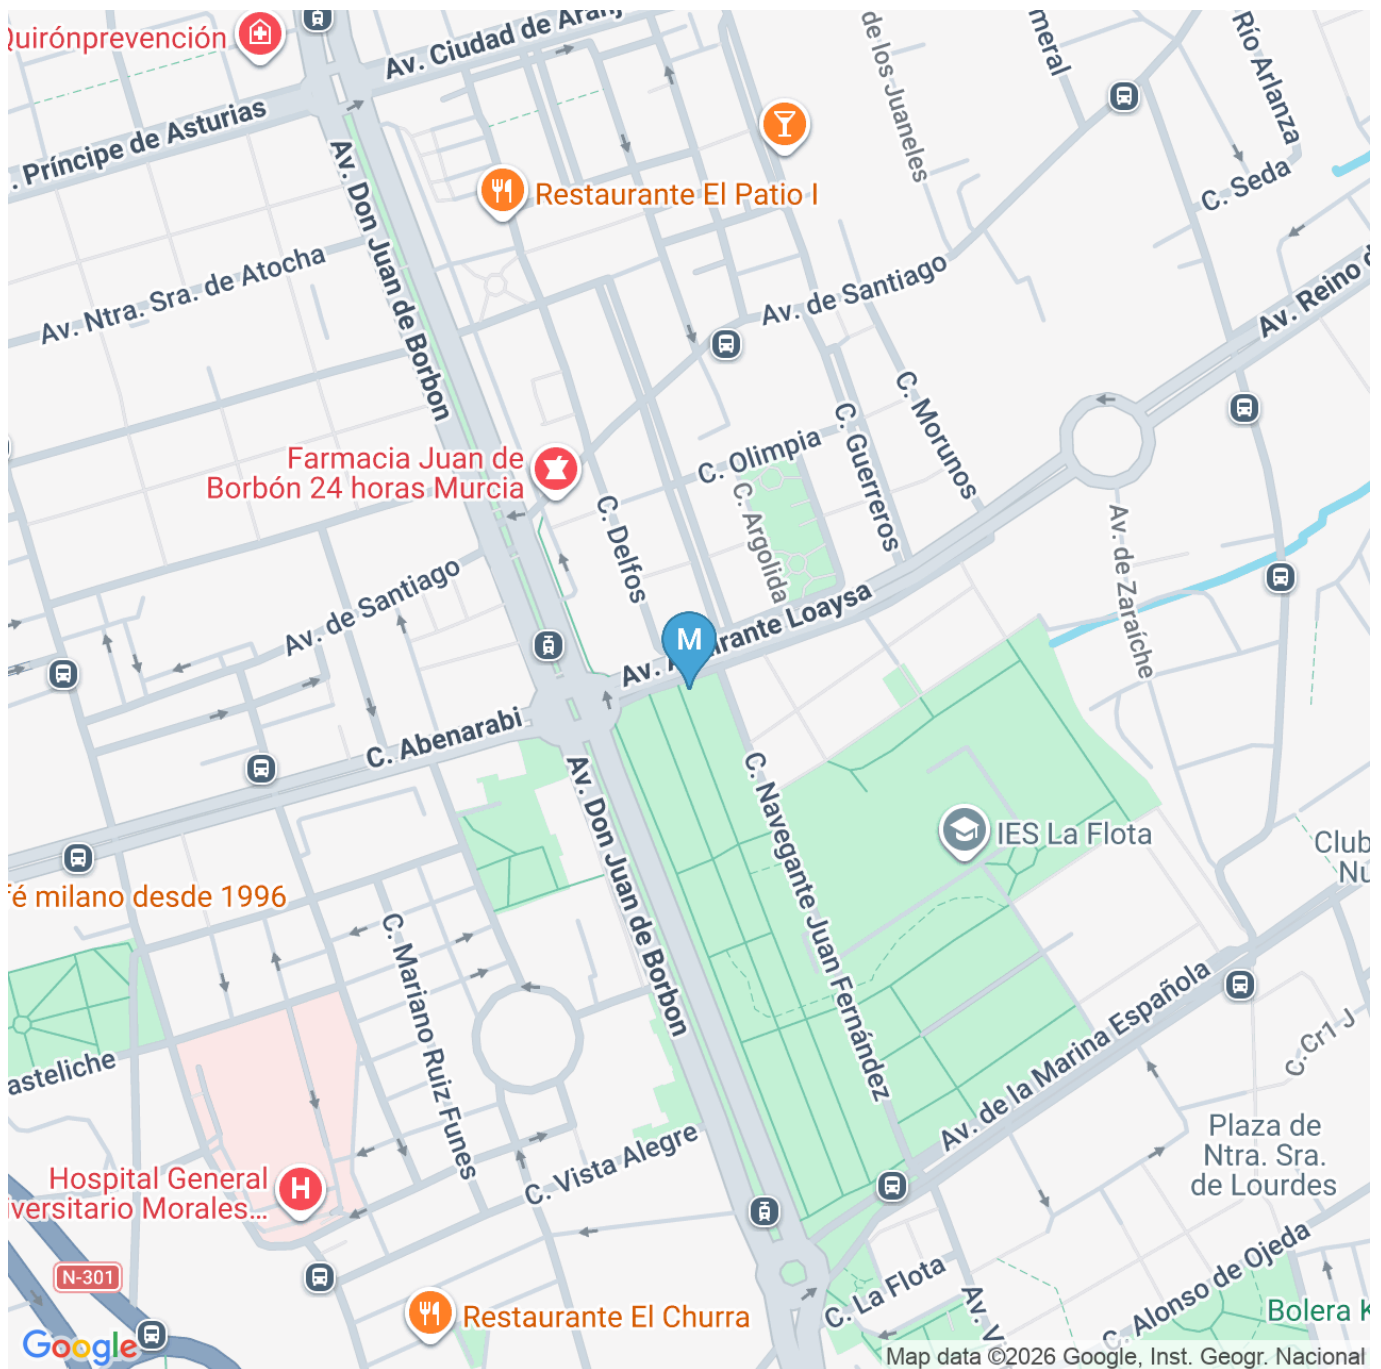 Quirónprevención
Av. Ciudad de Aranj
de los Juaneles
meral
Río Arlanza
. Príncipe de Asturias
Av. Don Juan de Borbon
Restaurante El Patio I
C. Seda
Av. Ntra. Sra. de Atocha
Av. de Santiago
Av. Reino d
C. Morunos
C. Guerreros
C. Olimpia
Farmacia Juan de
Borbón 24 horas Murcia
C. Argolida
C. Delfos
Av. de Zaraíche
Av. de Santiago
M
Loaysa
Av.
C. Abenarabi
Av. Don Juan de Borbon
C. Navegante Juan Fernández
IES La Flota
Club
Nu
fé milano desde 1996
C. Mariano Ruiz Funes
Av. de la Marina Española
C. Cr1 J
asteliche
Plaza de
Ntra. Sra.
de Lourdes
C. Vista Alegre
Hospital General
iversitario Morales...
H
N-301
C. La Flota
C. Alonso de Ojeda
Av. V
Restaurante El Churra
Bolera K
Google
Map data ©2026 Google, Inst. Geogr. Nacional